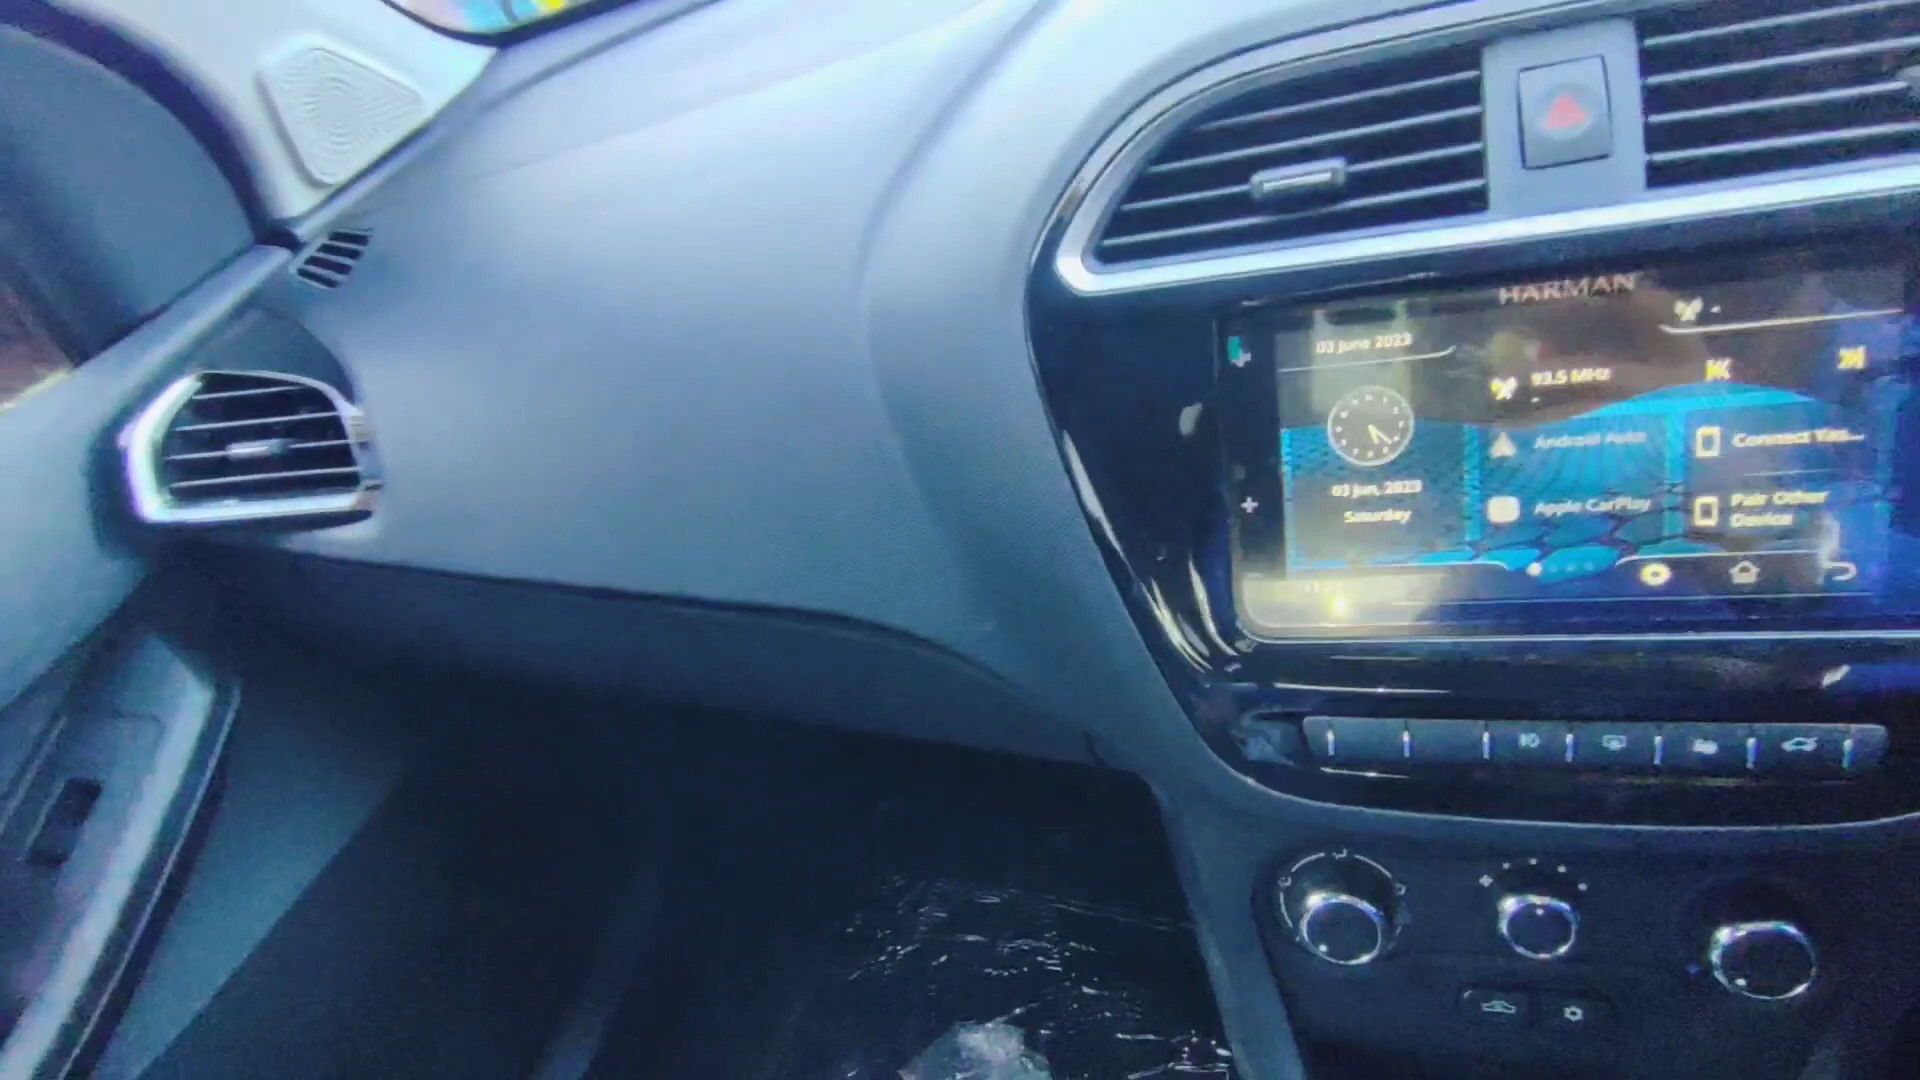 HARMAN
03 June 2023
93.5 MHz
Android Auto
Connect You...
03 Jun, 2023
Saturday
Apple CarPlay
Pair Other
Device